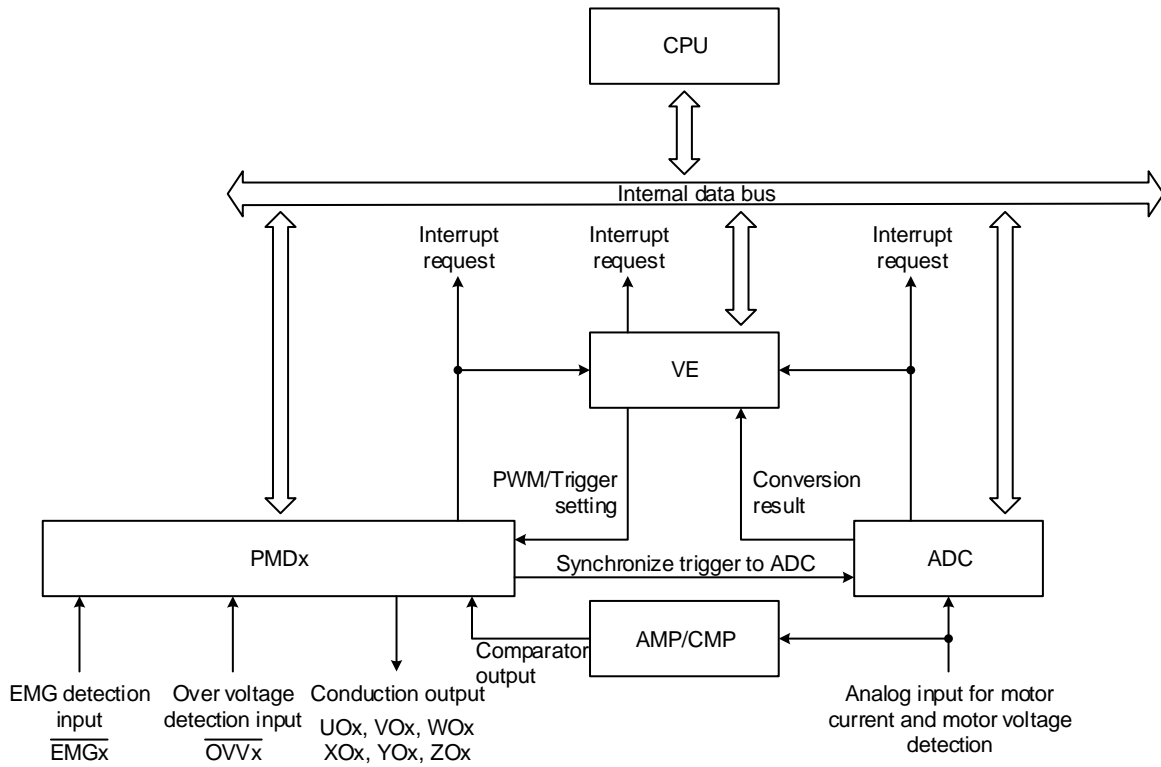 CPU
Internal data bus
Interrupt
request
Interrupt
request
Interrupt
request
VE
PWM/Trigger
setting
Conversion
result
PMDx
Synchronize trigger to ADC
ADC
Comparator
output
AMP/CMP
EMG detection
input
EMGx
Over voltage
detection input
OVVx
Conduction output
UOx, VOx, WOx
XOx, YOx, ZOx
Analog input for motor
current and motor voltage
detection